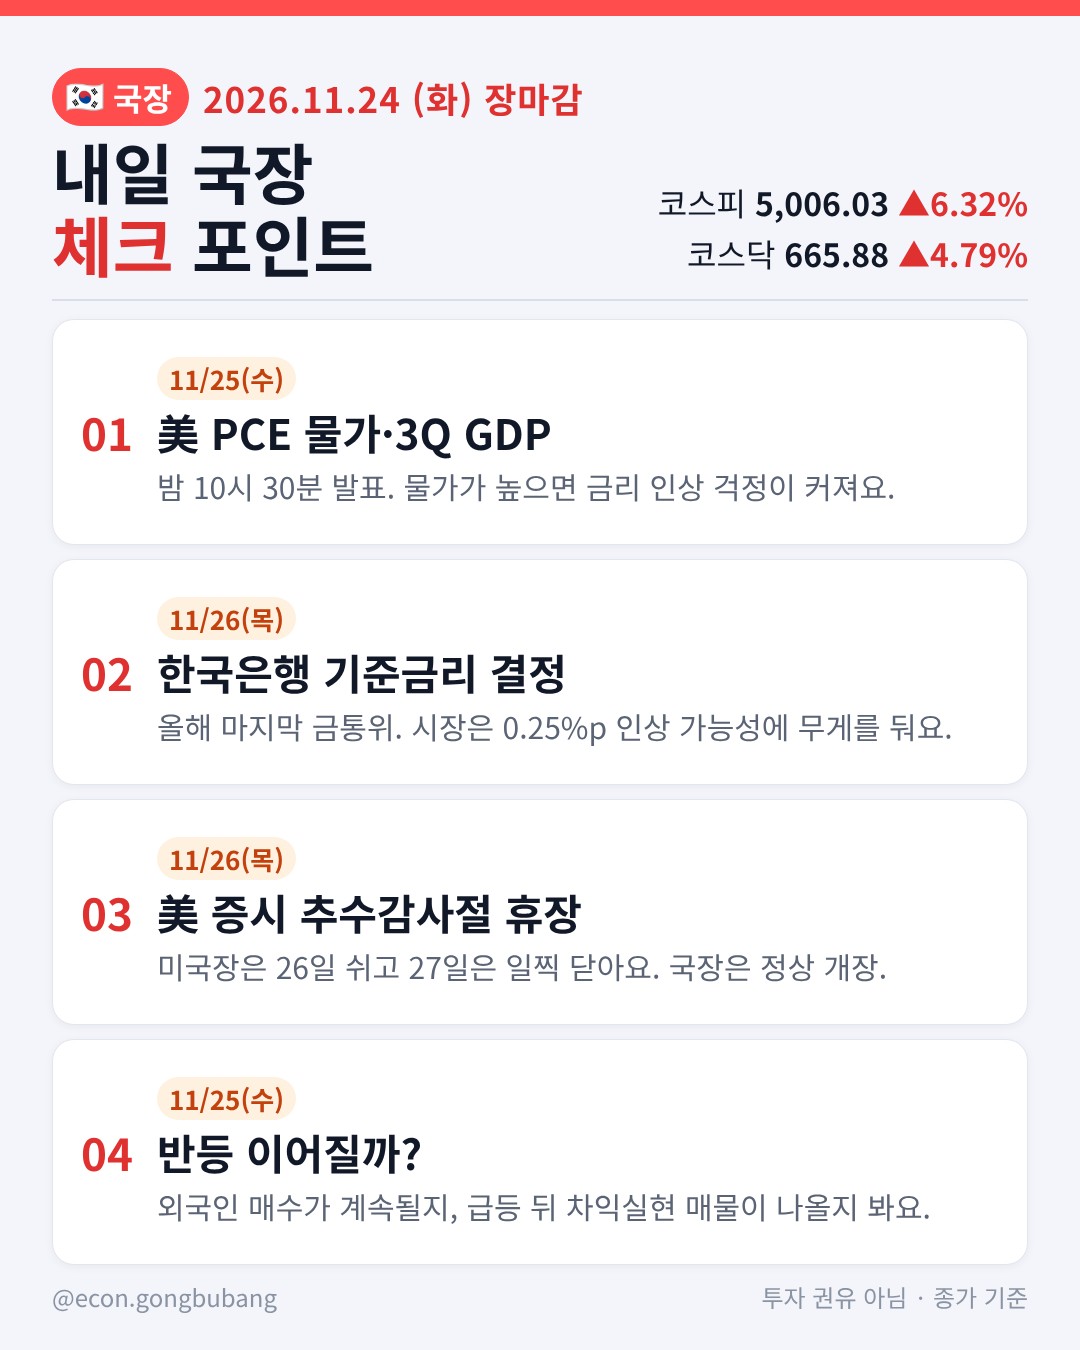 🇰🇷 국장 2026.11.24 (화) 장마감
내일 국장
체크 포인트
코스피 5,006.03 ▲6.32%
코스닥 665.88 ▲4.79%
11/25(수)
01 美 PCE 물가·3Q GDP
밤 10시 30분 발표. 물가가 높으면 금리 인상 걱정이 커져요.
11/26(목)
02 한국은행 기준금리 결정
올해 마지막 금통위. 시장은 0.25%p 인상 가능성에 무게를 둬요.
11/26(목)
03 美 증시 추수감사절 휴장
미국장은 26일 쉬고 27일은 일찍 닫아요. 국장은 정상 개장.
11/25(수)
04 반등 이어질까?
외국인 매수가 계속될지, 급등 뒤 차익실현 매물이 나올지 봐요.
@econ.gongbubang
투자 권유 아님 · 종가 기준